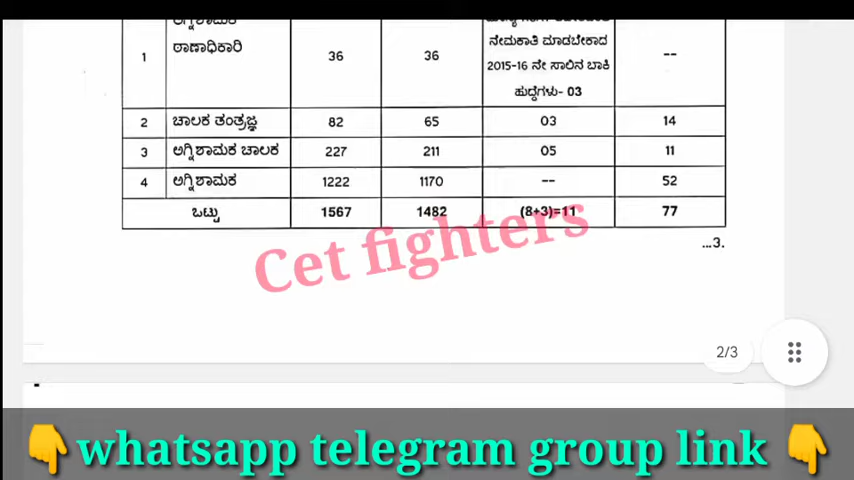 ಅಗ್ನಿಶಾಮಕ
1 ಠಾಣಾಧಿಕಾರಿ 36 36 ನೇಮಕಾತಿ ಮಾಡಬೇಕಾದ --
2015-16 ನೇ ಸಾಲಿನ ಬಾಕಿ
ಹುದ್ದೆಗಳು- 03
2 ಚಾಲಕ ತಂತ್ರಜ್ಞ 82 65 03 14
3 ಅಗ್ನಿಶಾಮಕ ಚಾಲಕ 227 211 05 11
4 ಅಗ್ನಿಶಾಮಕ 1222 1170 -- 52
ಒಟ್ಟು 1567 1482 (8+3)=11 77
...3.
Cet fighters
2/3
👇whatsapp telegram group link 👇